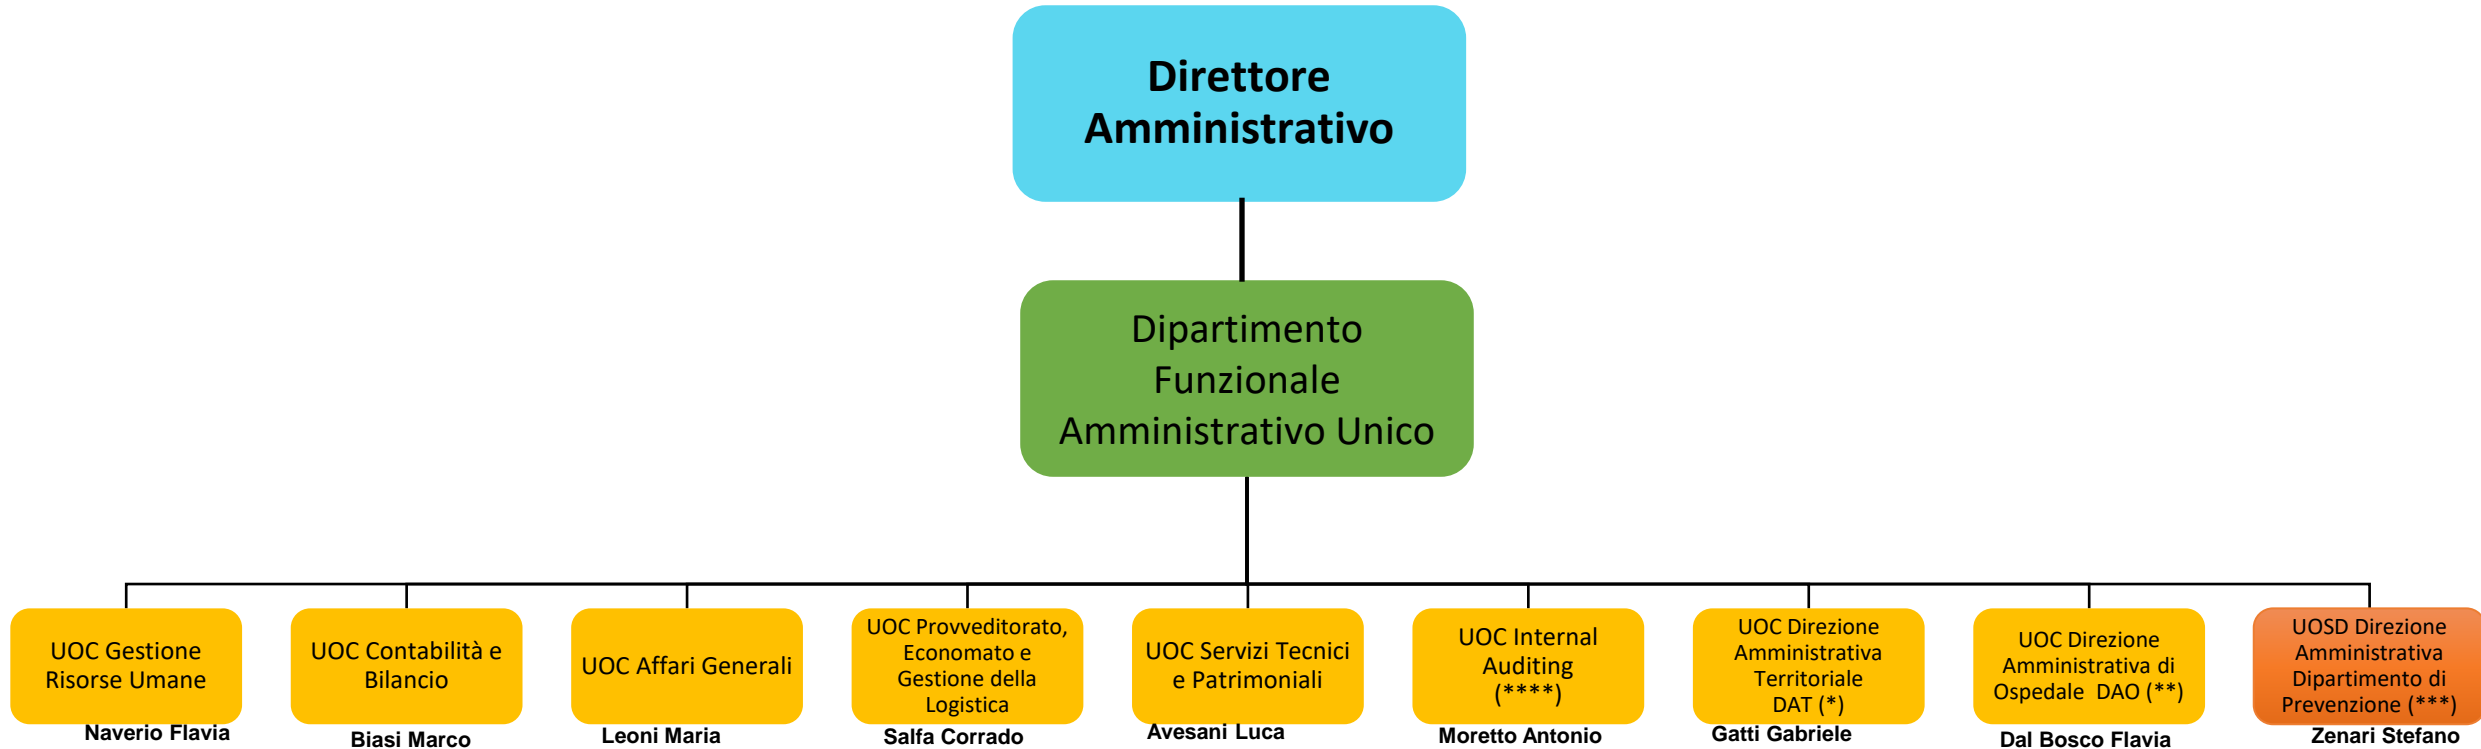 Direttore
Amministrativo
Dipartimento
Funzionale
Amministrativo Unico
UOC Gestione
Risorse Umane
Naverio Flavia
UOC Contabilità e
Bilancio
Biasi Marco
UOC Affari Generali
Leoni Maria
UOC Provveditorato,
Economato e
Gestione della
Logistica
Salfa Corrado
UOC Servizi Tecnici
e Patrimoniali
Avesani Luca
UOC Internal
Auditing
(****)
Moretto Antonio
UOC Direzione
Amministrativa
Territoriale
DAT (*)
Gatti Gabriele
UOC Direzione
Amministrativa di
Ospedale DAO (**)
Dal Bosco Flavia
UOSD Direzione
Amministrativa
Dipartimento di
Prevenzione (***)
Zenari Stefano